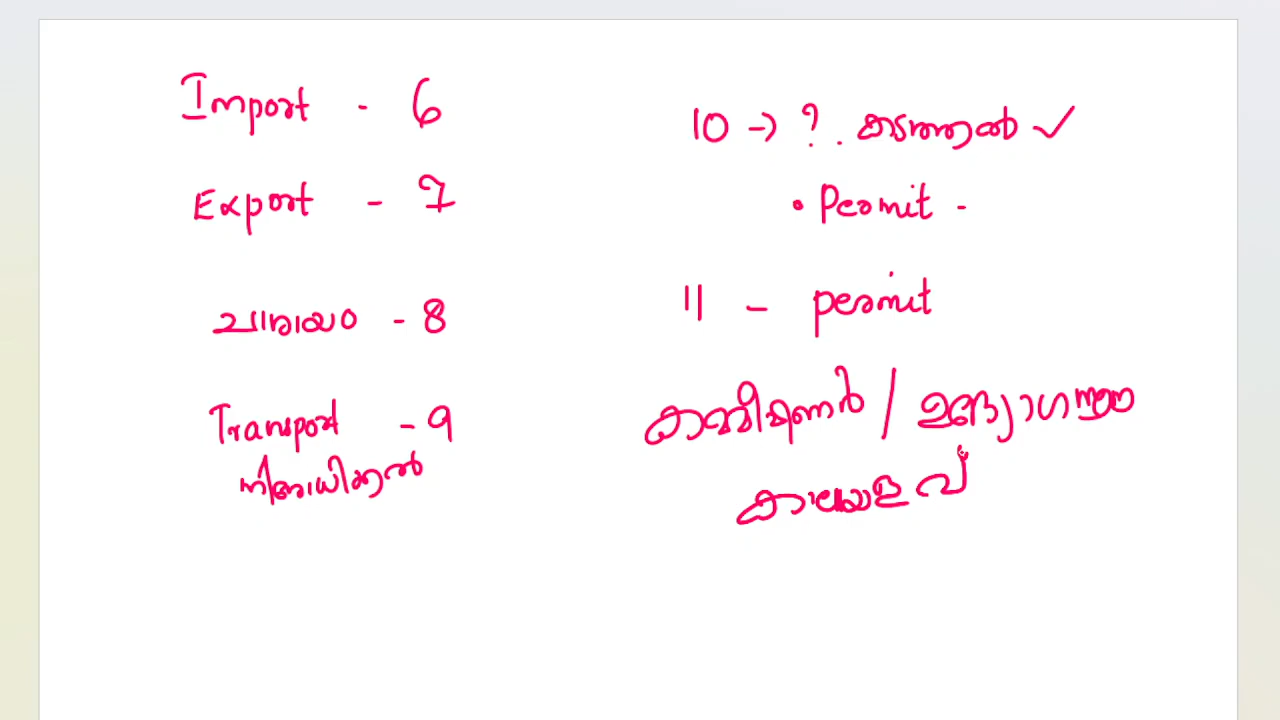 Import - 6
Export - 7
ചാരായം - 8
Transport - 9
നിരോധിക്കൽ
10 → ? . കടത്തൽ ✓
• Permit -
11 - permit
കമ്മീഷണർ / ഉദ്യോഗസ്ഥ
കാലയളവ്